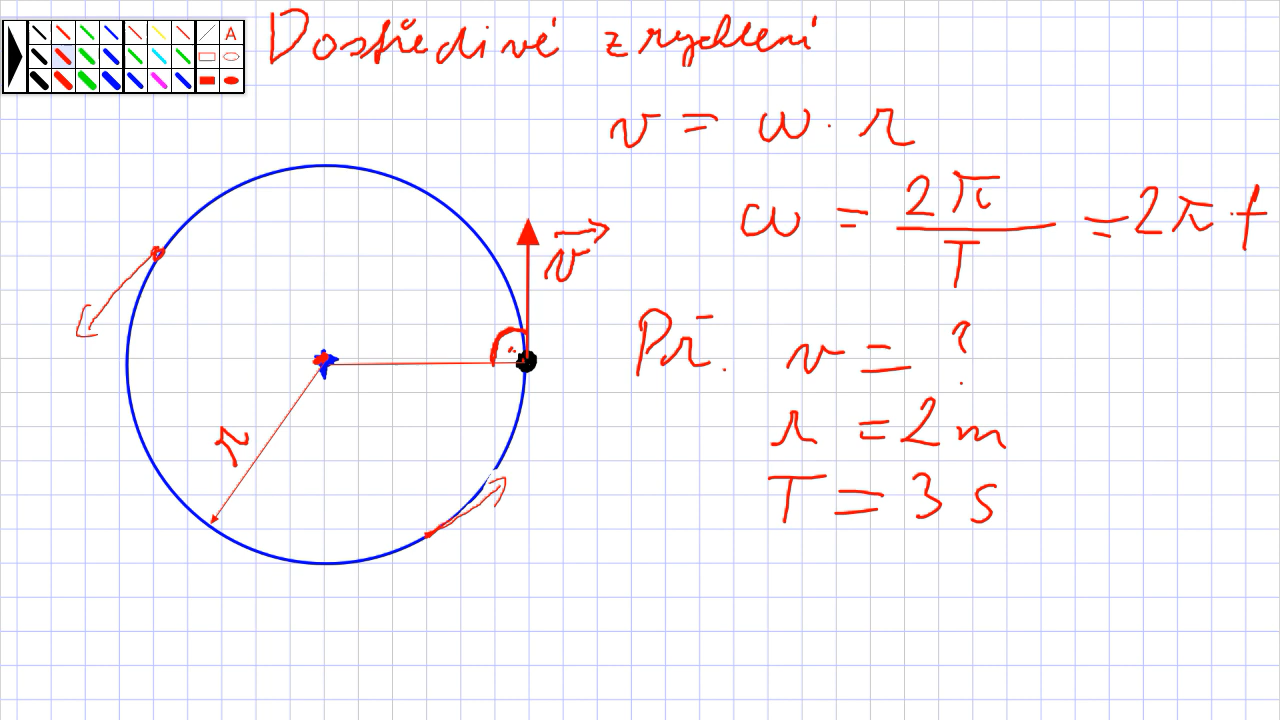 A
Dostředivé zrychlení
v = ω · r
ω = 2π / T = 2π · f
v
Př. v = ?
r = 2 m
T = 3 s
r